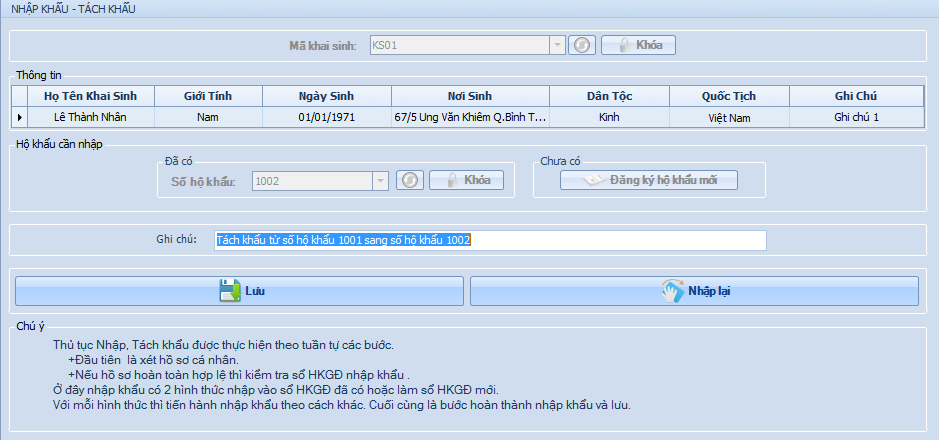 NHẬP KHẨU - TÁCH KHẨU
Mã khai sinh: KS01 Khóa
Thông tin
Họ Tên Khai Sinh Giới Tính Ngày Sinh Nơi Sinh Dân Tộc Quốc Tịch Ghi Chú
Lê Thành Nhân Nam 01/01/1971 67/5 Ung Văn Khiêm Q.Bình T... Kinh Việt Nam Ghi chú 1
Hộ khẩu cần nhập
Đã có Chưa có
Số hộ khẩu: 1002 Khóa Đăng ký hộ khẩu mới
Ghi chú: Tách khẩu từ số hộ khẩu 1001 sang số hộ khẩu 1002
Lưu Nhập lại
Chú ý
Thủ tục Nhập, Tách khẩu được thực hiện theo tuần tự các bước.
+Đầu tiên là xét hồ sơ cá nhân.
+Nếu hồ sơ hoàn toàn hợp lệ thì kiểm tra sổ HKGĐ nhập khẩu .
Ở đây nhập khẩu có 2 hình thức nhập vào sổ HKGĐ đã có hoặc làm sổ HKGĐ mới.
Với mỗi hình thức thì tiến hành nhập khẩu theo cách khác. Cuối cùng là bước hoàn thành nhập khẩu và lưu.